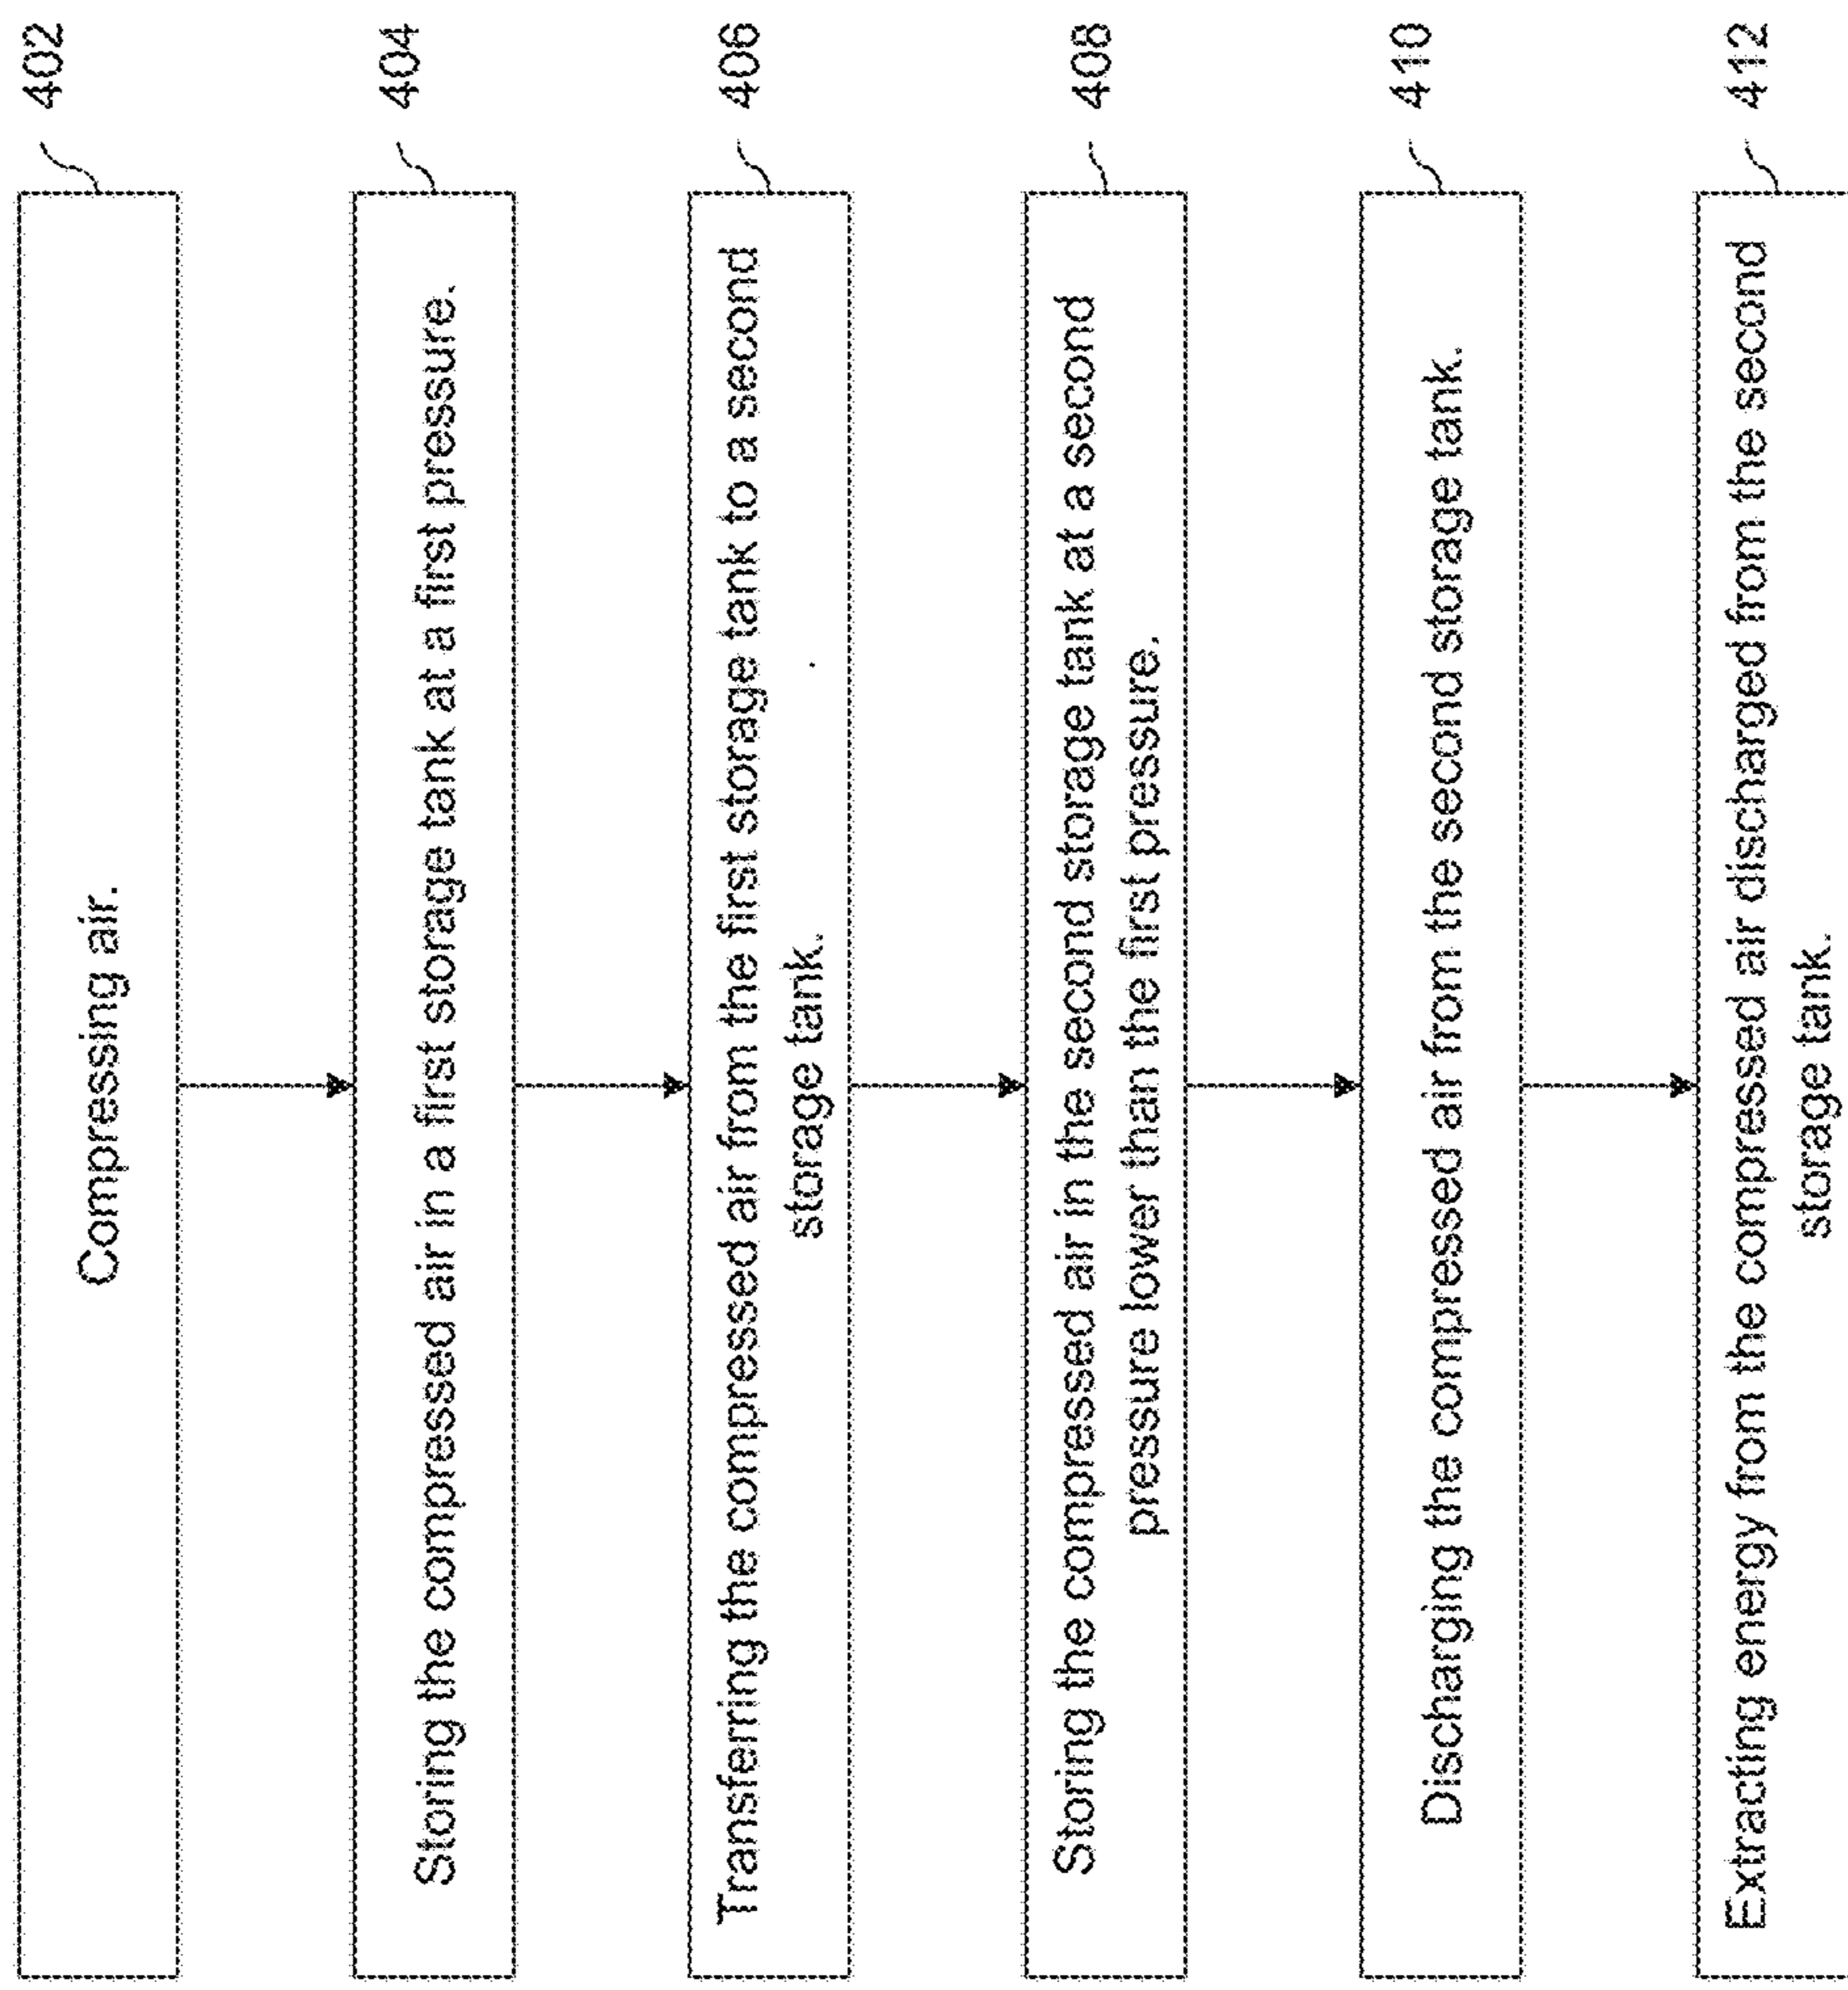 Compressing air.
402
Storing the compressed air in a first storage tank at a first pressure.
404
Transferring the compressed air from the first storage tank to a second
storage tank.
406
Storing the compressed air in the second storage tank at a second
pressure lower than the first pressure.
408
Discharging the compressed air from the second storage tank.
410
Extracting energy from the compressed air discharged from the second
storage tank.
412